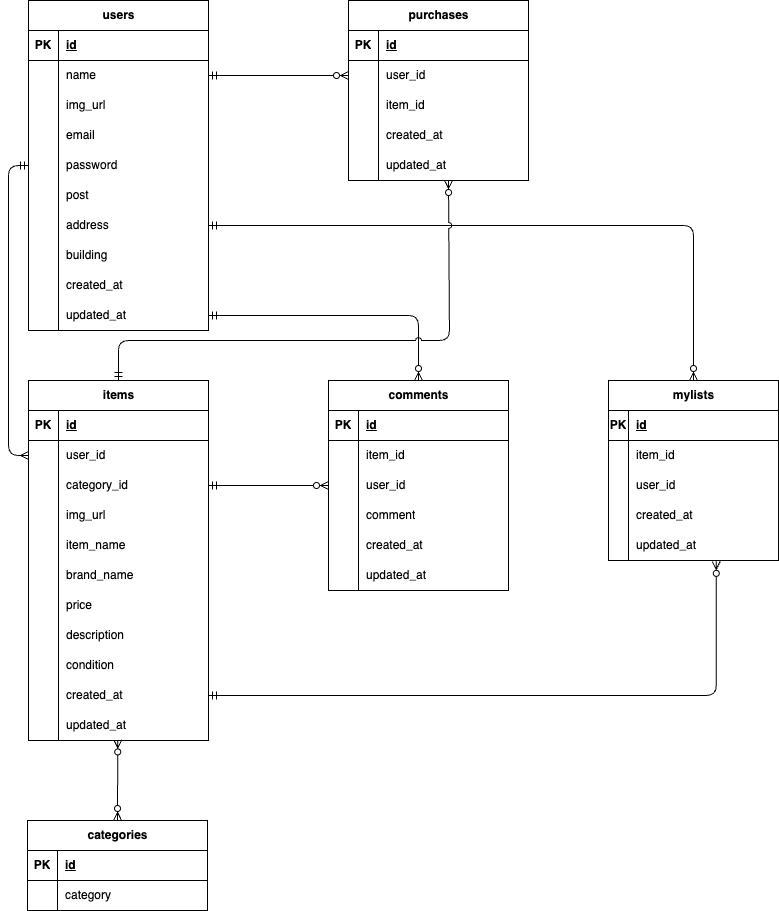 users
PK id
name
img_url
email
password
post
address
building
created_at
updated_at
purchases
PK id
user_id
item_id
created_at
updated_at
items
PK id
user_id
category_id
img_url
item_name
brand_name
price
description
condition
created_at
updated_at
comments
PK id
item_id
user_id
comment
created_at
updated_at
mylists
PK id
item_id
user_id
created_at
updated_at
categories
PK id
category